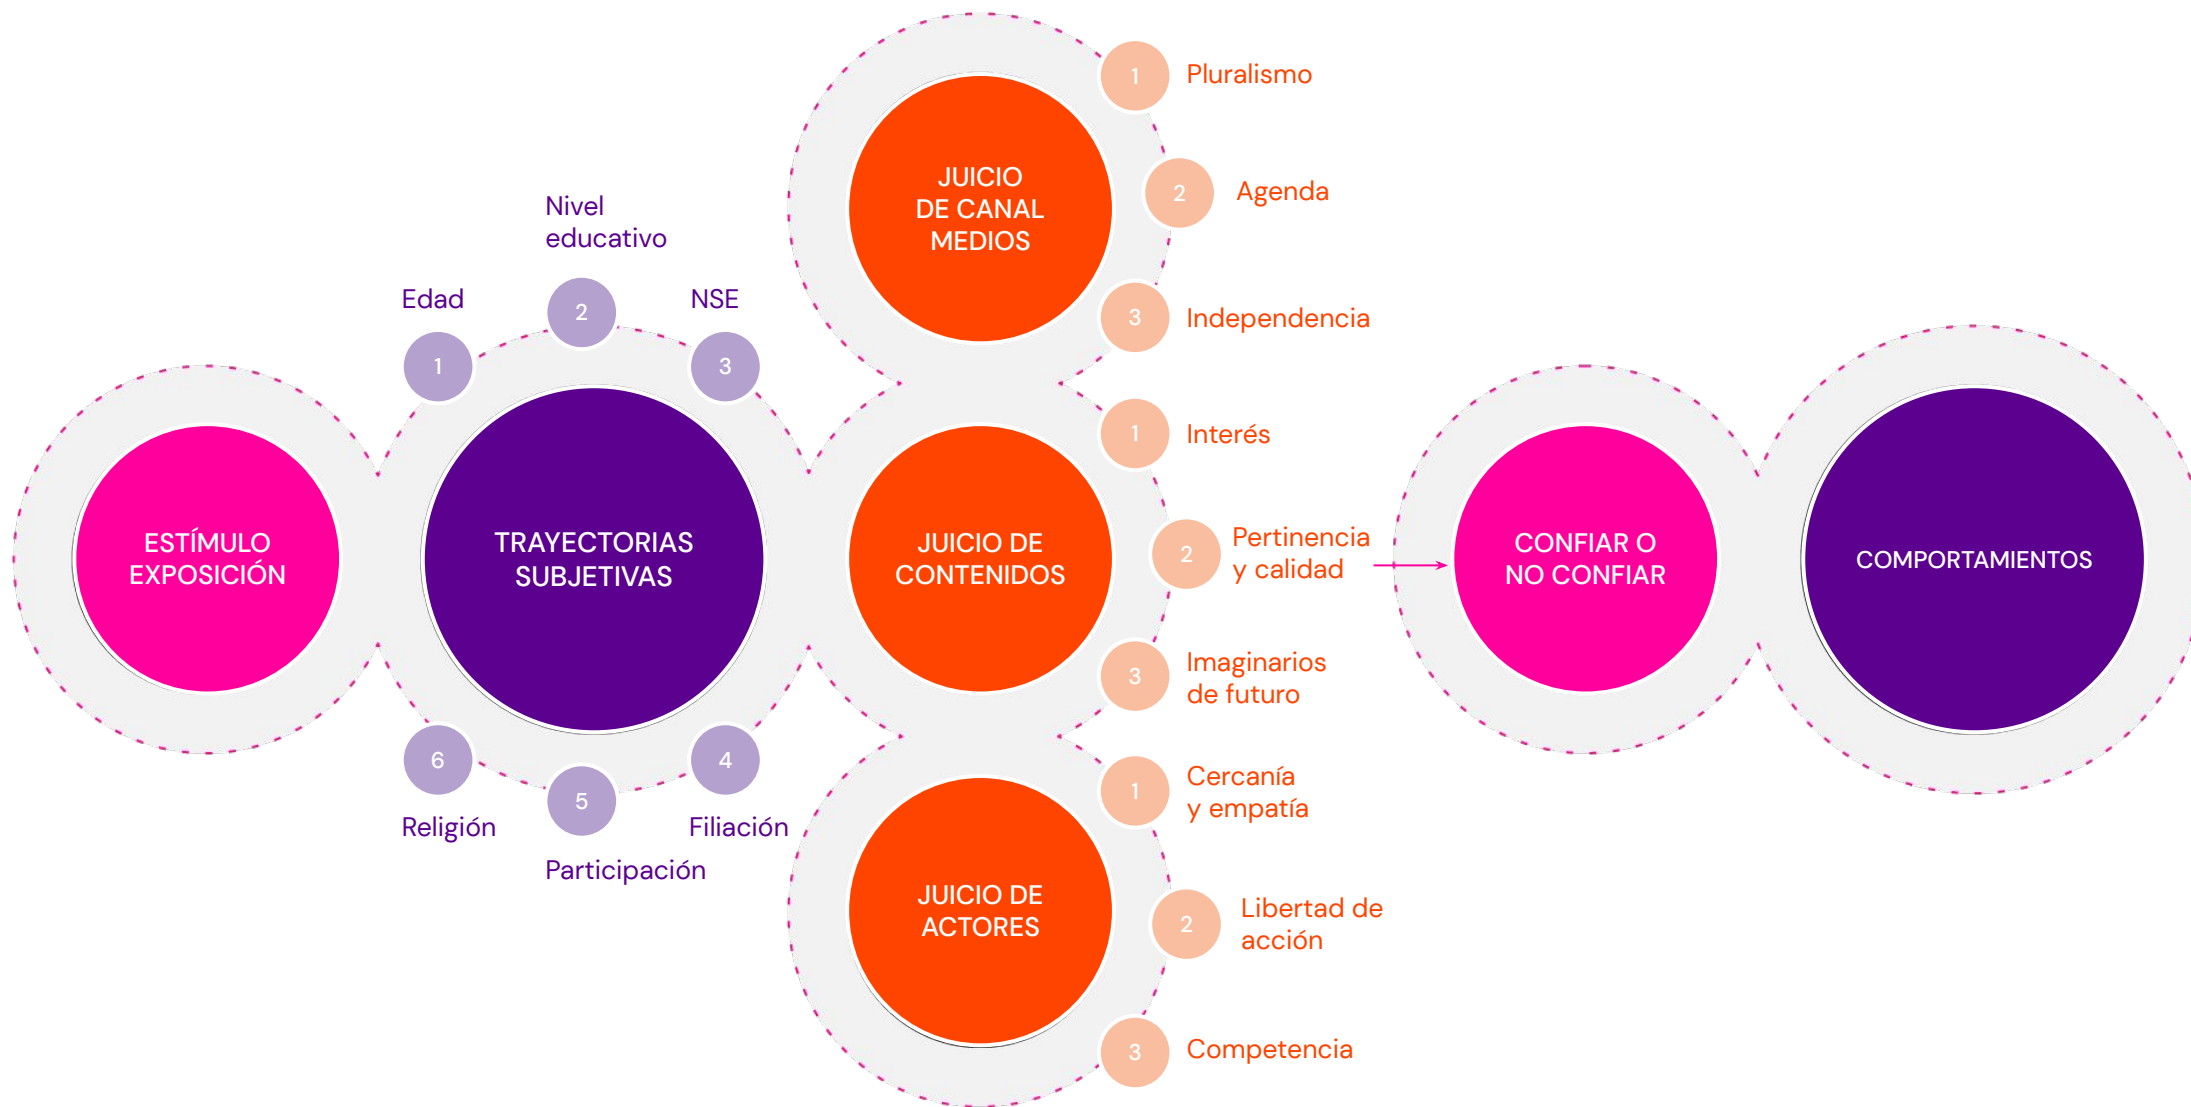 ESTÍMULO
EXPOSICIÓN
Edad
1
Nivel
educativo
2
NSE
3
TRAYECTORIAS
SUBJETIVAS
4
Filiación
5
Participación
6
Religión
JUICIO
DE CANAL
MEDIOS
1
Pluralismo
2
Agenda
3
Independencia
JUICIO DE
CONTENIDOS
1
Interés
2
Pertinencia
y calidad
3
Imaginarios
de futuro
JUICIO DE
ACTORES
1
Cercanía
y empatía
2
Libertad de
acción
3
Competencia
CONFIAR O
NO CONFIAR
COMPORTAMIENTOS